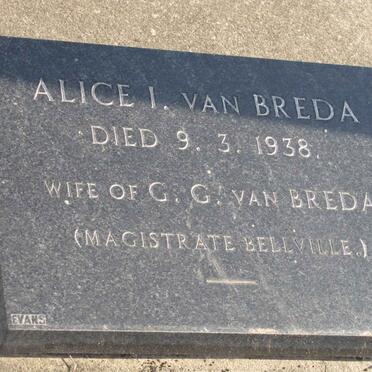 ALICE I. VAN BREDA
DIED 9. 3. 1938.
WIFE OF G. G. VAN BREDA
(MAGISTRATE BELLVILLE.)
EVANS